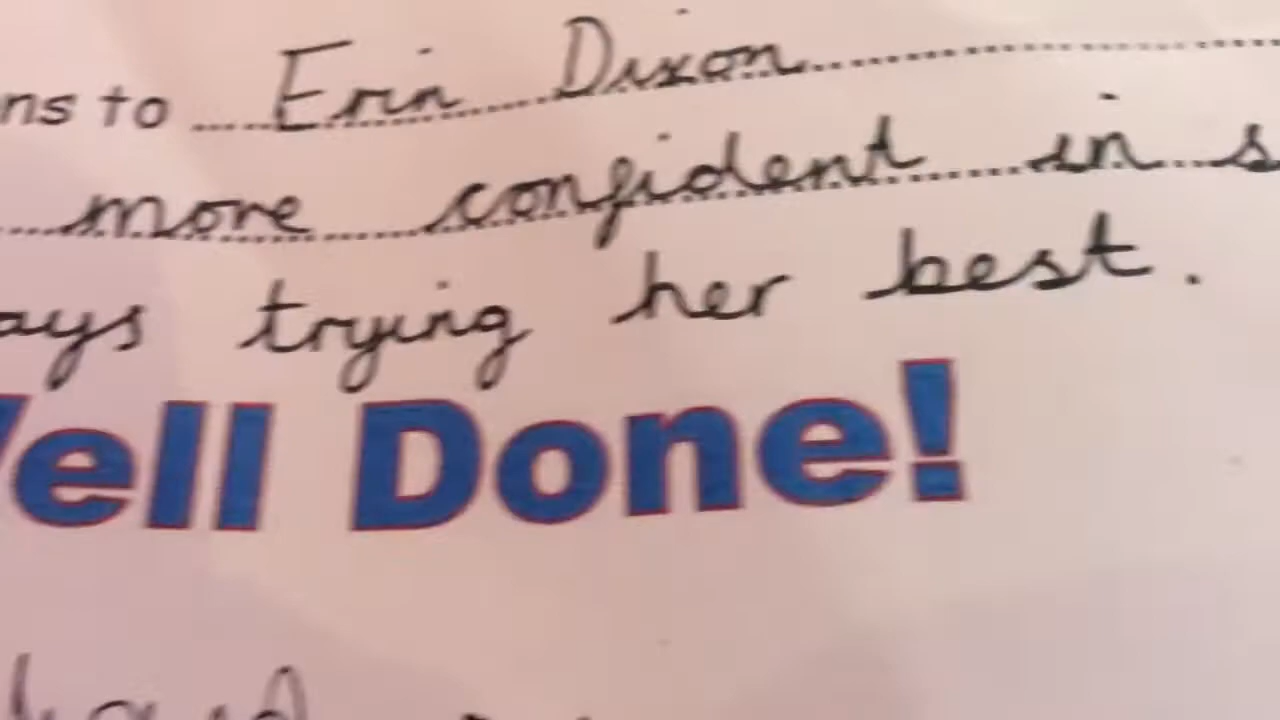 ns to Erin Dixon
more confident in s
ays trying her best.
ell Done!